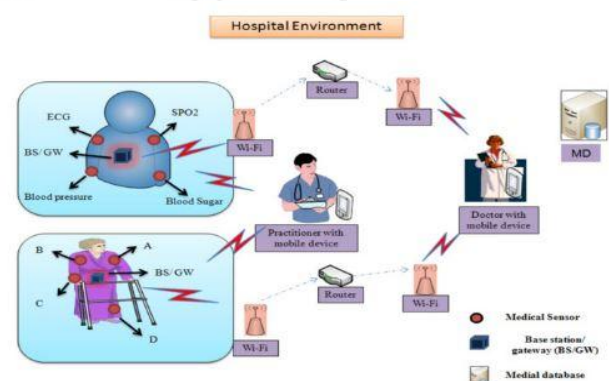 Hospital Environment
ECG
SPO2
BS/GW
Blood pressure
Blood Sugar
Wi-Fi
Router
Wi-Fi
MD
Practitioner with
mobile device
Doctor with
mobile device
B
A
BS/GW
C
D
Wi-Fi
Router
Wi-Fi
Medical Sensor
Base station/
gateway (BS/GW)
Medial database